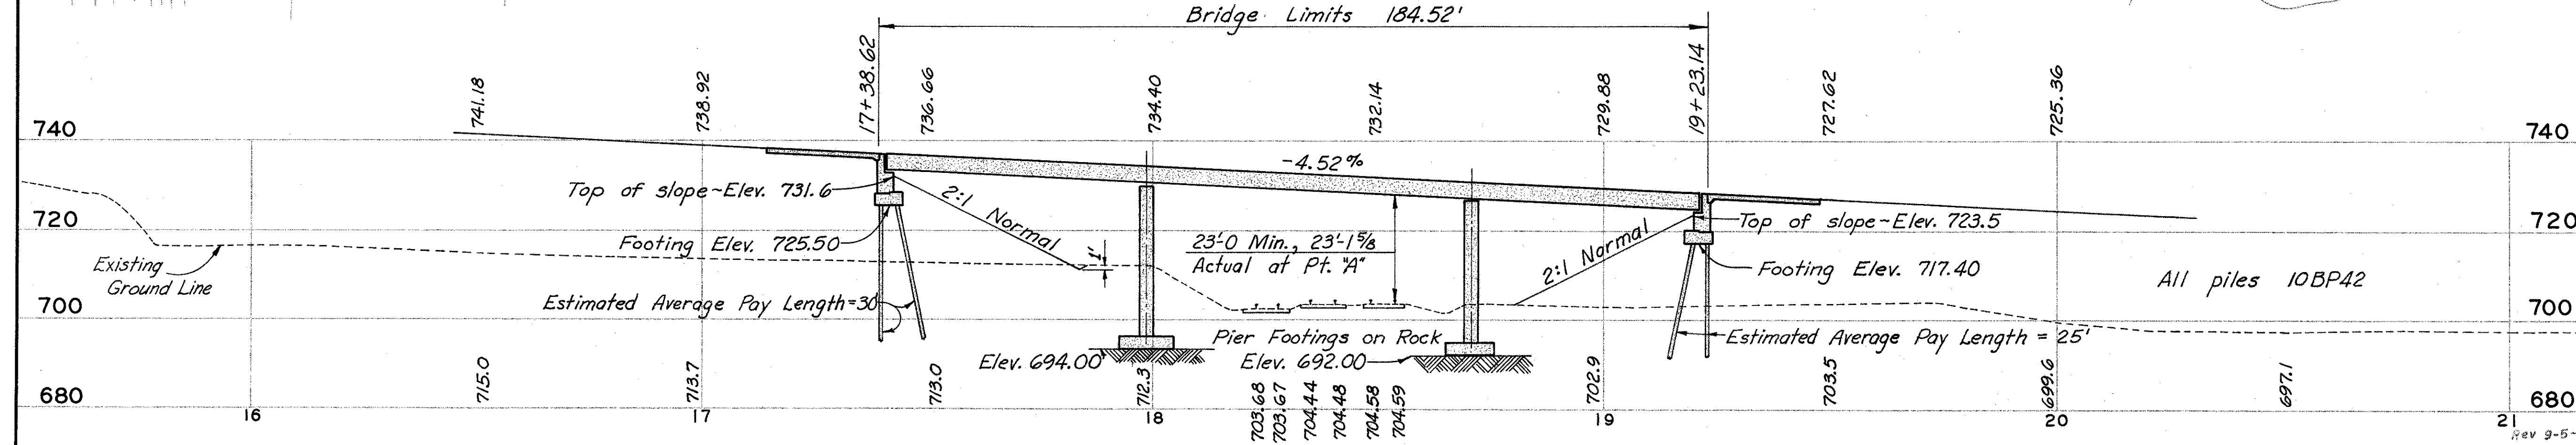 Bridge Limits 184.52'
741.18
738.92
17+38.62
736.66
734.40
732.14
729.88
19+23.14
727.62
725.36
740
740
-4.52%
Top of slope~Elev. 731.6
2:1 Normal
Top of slope~Elev. 723.5
720
720
Footing Elev. 725.50
1'
23'-0 Min., 23'-1⅝
Actual at Pt. "A"
2:1 Normal
Footing Elev. 717.40
Existing
Ground Line
All piles 10BP42
Estimated Average Pay Length=30'
700
700
Pier Footings on Rock
Estimated Average Pay Length = 25'
Elev. 694.00
Elev. 692.00
715.0
713.7
713.0
712.3
703.68
703.67
704.44
704.48
704.58
704.59
702.9
703.5
699.6
697.1
680
680
16
17
18
19
20
21
Rev 9-5-